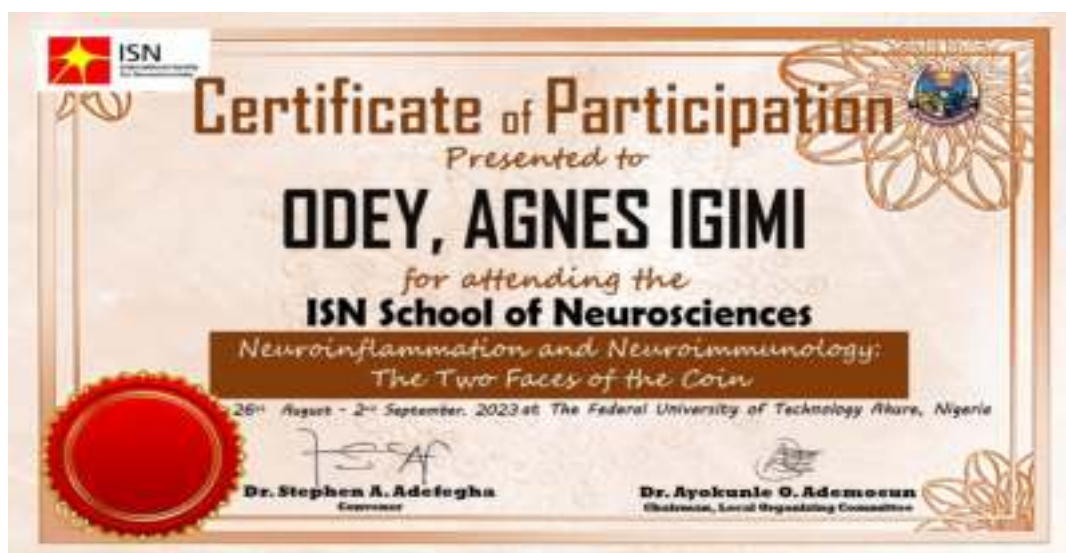 ISN
Certificate of Participation
Presented to
ODEY, AGNES IGIMI
for attending the
ISN School of Neurosciences
Neuroinflammation and Neuroimmunology:
The Two Faces of the Coin
26th August - 2nd September, 2023 at The Federal University of Technology Akure, Nigeria
Dr. Stephen A. Adefegha
Dr. Ayokunle O. Ademosun
Convener
Chairman, Local Organizing Committee